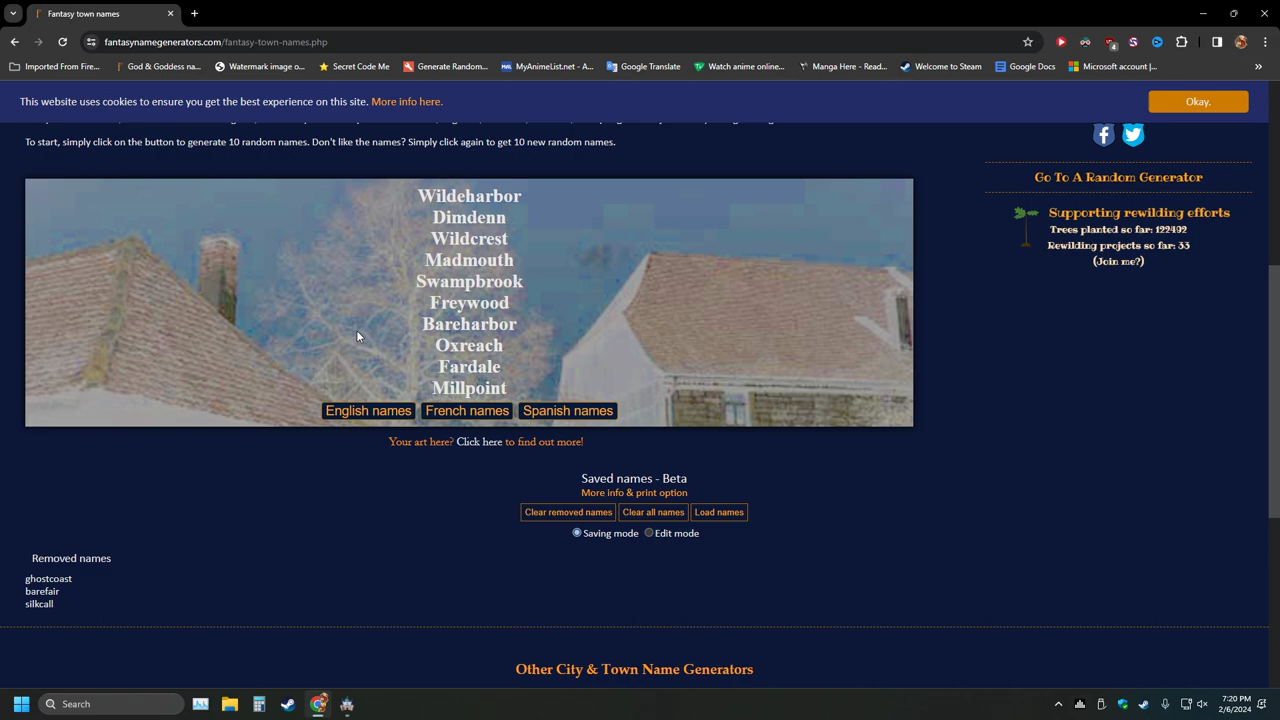 Fantasy town names
fantasynamegenerators.com/fantasy-town-names.php
4
Imported From Fire... God & Goddess na... Watermark image o... Secret Code Me Generate Random... MyAnimeList.net - A... Google Translate Watch anime online... Manga Here - Read... Welcome to Steam Google Docs Microsoft account |...
This website uses cookies to ensure you get the best experience on this site. More info here.
Okay.
To start, simply click on the button to generate 10 random names. Don't like the names? Simply click again to get 10 new random names.
Go To A Random Generator
Supporting rewilding efforts
Trees planted so far: 122492
Rewilding projects so far: 33
(Join me?)
Wildeharbor
Dimdenn
Wildcrest
Madmouth
Swampbrook
Freywood
Bareharbor
Oxreach
Fardale
Millpoint
English names French names Spanish names
Your art here? Click here to find out more!
Saved names - Beta
More info & print option
Clear removed names Clear all names Load names
Saving mode Edit mode
Removed names
ghostcoast
barefair
silkcall
Other City & Town Name Generators
Search
7:20 PM
2/6/2024